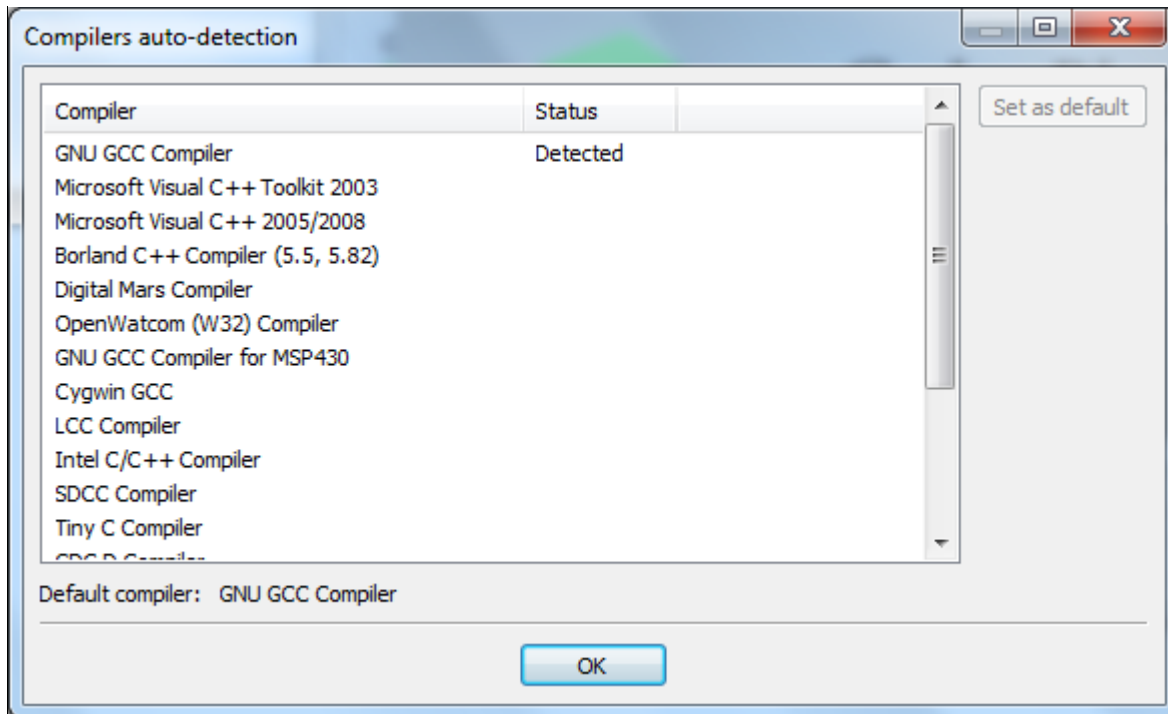 Compilers auto-detection
Compiler Status
Set as default
GNU GCC Compiler Detected
Microsoft Visual C++ Toolkit 2003
Microsoft Visual C++ 2005/2008
Borland C++ Compiler (5.5, 5.82)
Digital Mars Compiler
OpenWatcom (W32) Compiler
GNU GCC Compiler for MSP430
Cygwin GCC
LCC Compiler
Intel C/C++ Compiler
SDCC Compiler
Tiny C Compiler
Default compiler: GNU GCC Compiler
OK